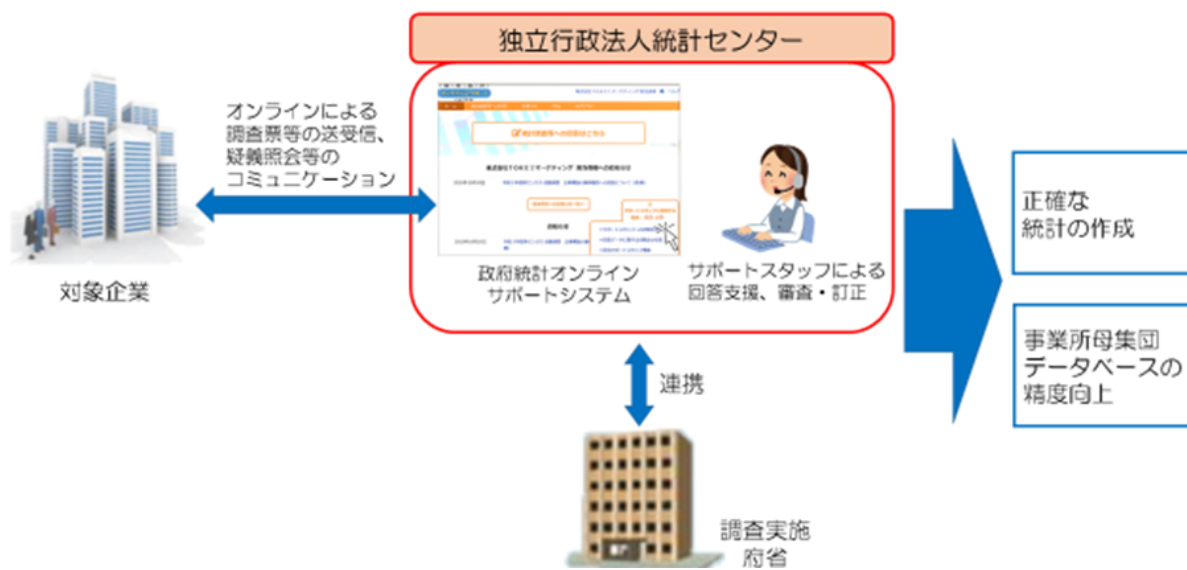 独立行政法人統計センター
オンラインによる
調査票等の送受信、
疑義照会等の
コミュニケーション
対象企業
政府統計オンライン
サポートシステム
サポートスタッフによる
回答支援、審査・訂正
連携
調査実施
府省
正確な
統計の作成
事業所母集団
データベースの
精度向上